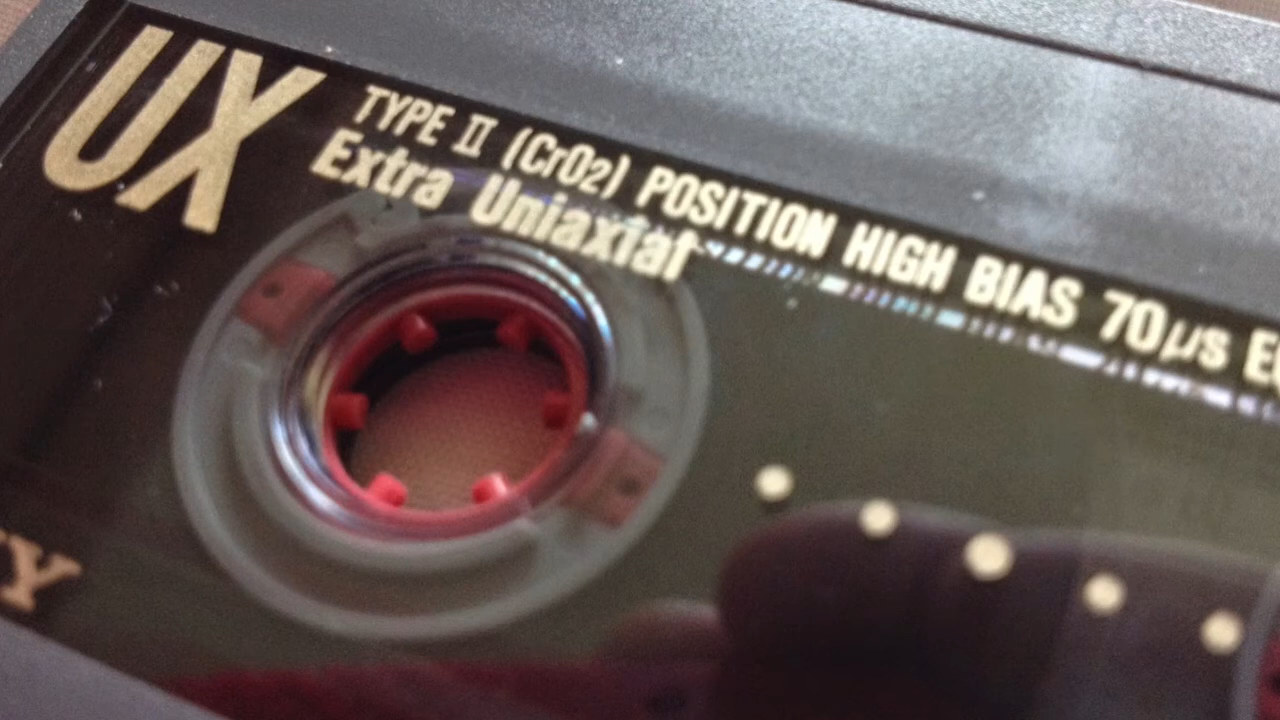 UX
TYPE II (CrO2) POSITION HIGH BIAS 70μs
Extra Uniaxial